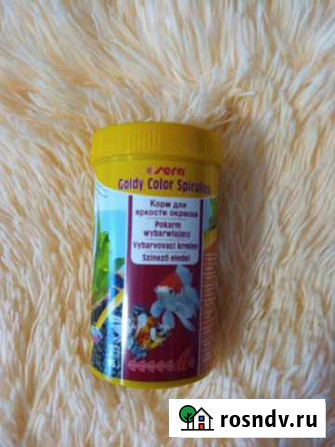 sera
Goldy Color Spirulina
Корм для
яркости окраски
Pokarm
wybarwiający
Vybarvovací krmivo
Színező eledel
rosndv.ru